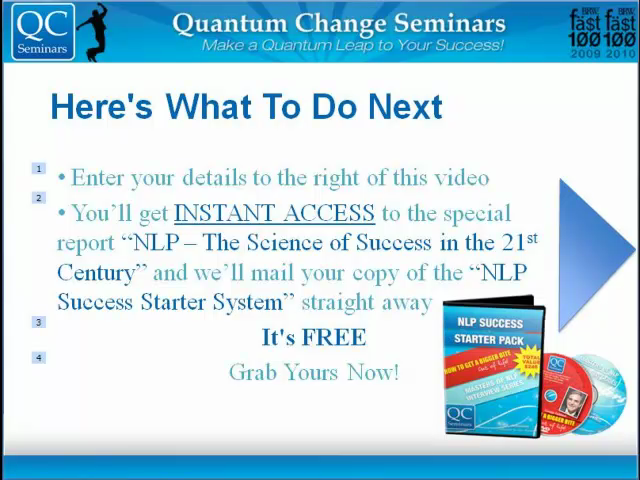 QC
Seminars
Quantum Change Seminars
Make a Quantum Leap to Your Success!
BRW
fast
100
2009
BRW
fast
100
2010
Here's What To Do Next
1
• Enter your details to the right of this video
2
• You'll get INSTANT ACCESS to the special
report “NLP – The Science of Success in the 21st
Century” and we'll mail your copy of the “NLP
Success Starter System” straight away
3
It's FREE
4
Grab Yours Now!
NLP SUCCESS
STARTER PACK
HOW TO GET A BIGGER BITE
Out of Life!
TOTAL
VALUE
MASTERS OF NLP
INTERVIEW SERIES
QC
Seminars
A BIGGER BITE